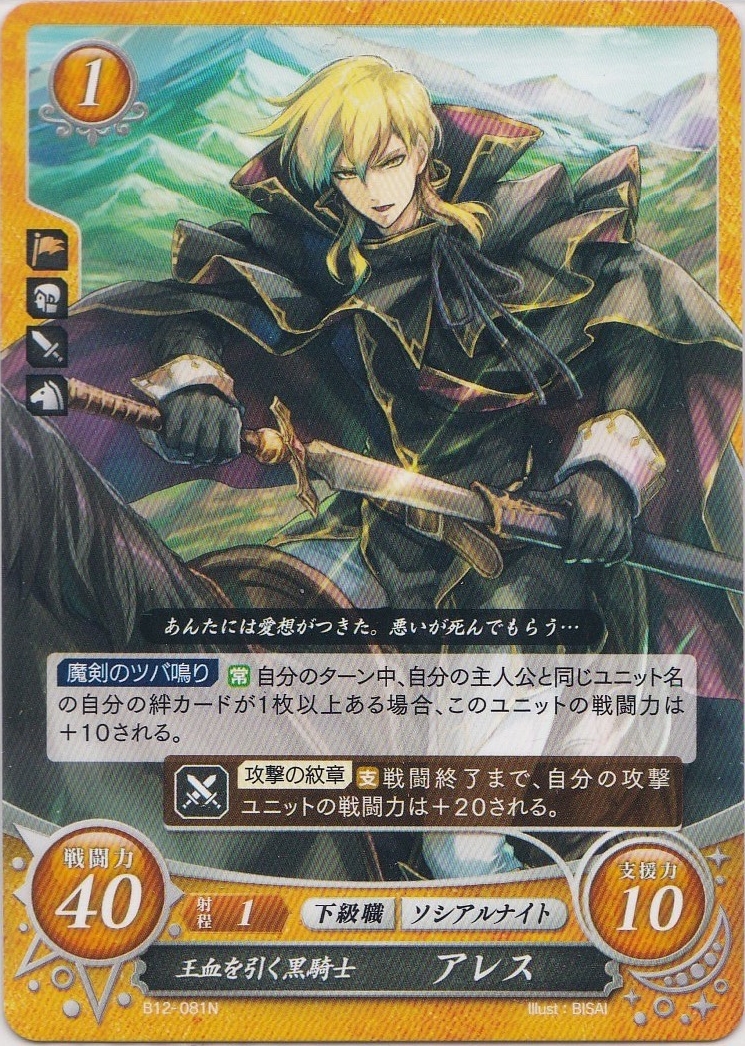 1
あんたには愛想がつきた。悪いが死んでもらう…
魔剣のツバ鳴り 常 自分のターン中、自分の主人公と同じユニット名
の自分の絆カードが1枚以上ある場合、このユニットの戦闘力は
＋10される。
攻撃の紋章 支 戦闘終了まで、自分の攻撃
ユニットの戦闘力は＋20される。
戦闘力
40
射程 1
下級職 ソシアルナイト
支援力
10
王血を引く黒騎士 アレス
B12-081N Illust：BISAI